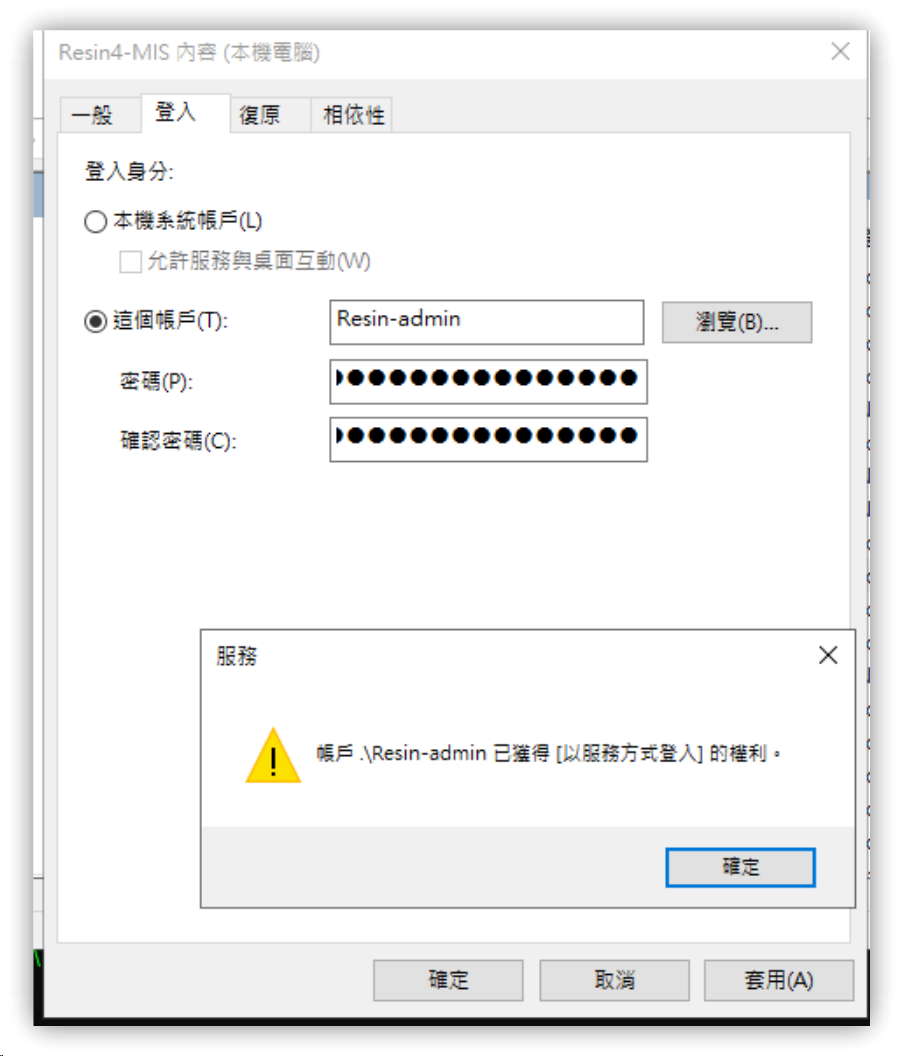 Resin4-MIS 內容 (本機電腦)
一般 登入 復原 相依性
登入身分:
本機系統帳戶(L)
允許服務與桌面互動(W)
這個帳戶(T): Resin-admin 瀏覽(B)...
密碼(P):
確認密碼(C):
服務
帳戶 .\Resin-admin 已獲得 [以服務方式登入] 的權利。
確定
確定 取消 套用(A)